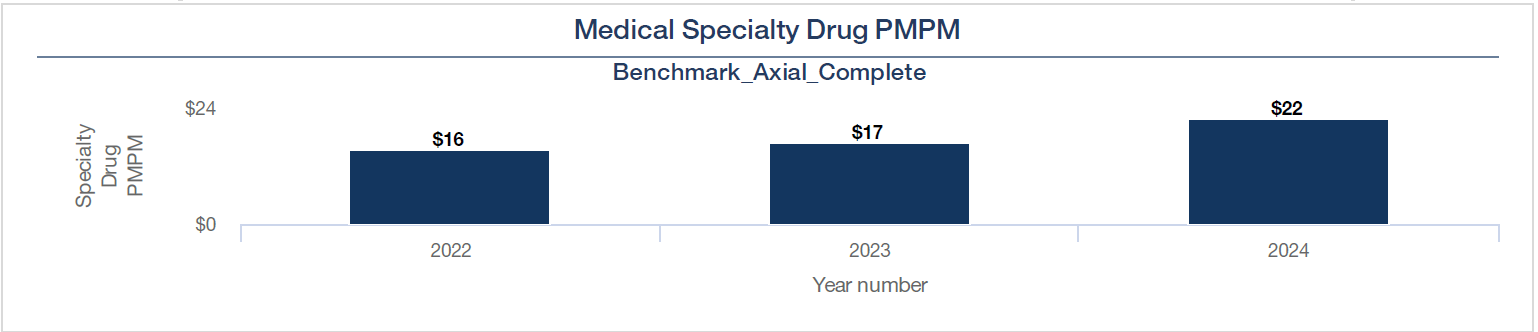 Medical Specialty Drug PMPM
Benchmark_Axial_Complete
Specialty
Drug
PMPM
$24
$0
$16
$17
$22
2022
2023
2024
Year number